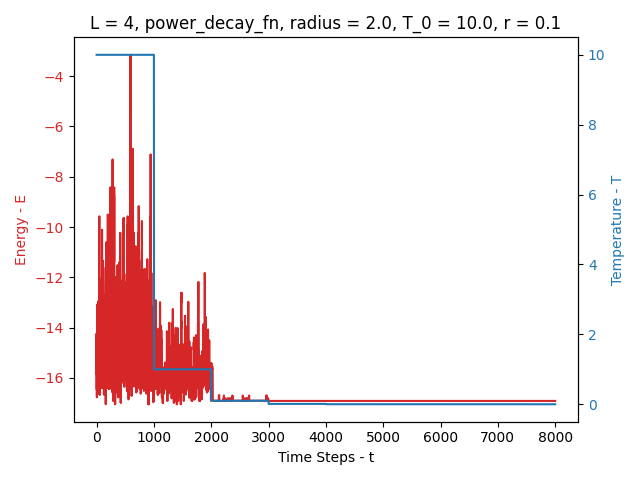 L = 4, power_decay_fn, radius = 2.0, T_0 = 10.0, r = 0.1
Energy - E
−4
−6
−8
−10
−12
−14
−16
10
8
6
4
2
0
Temperature - T
0 1000 2000 3000 4000 5000 6000 7000 8000
Time Steps - t